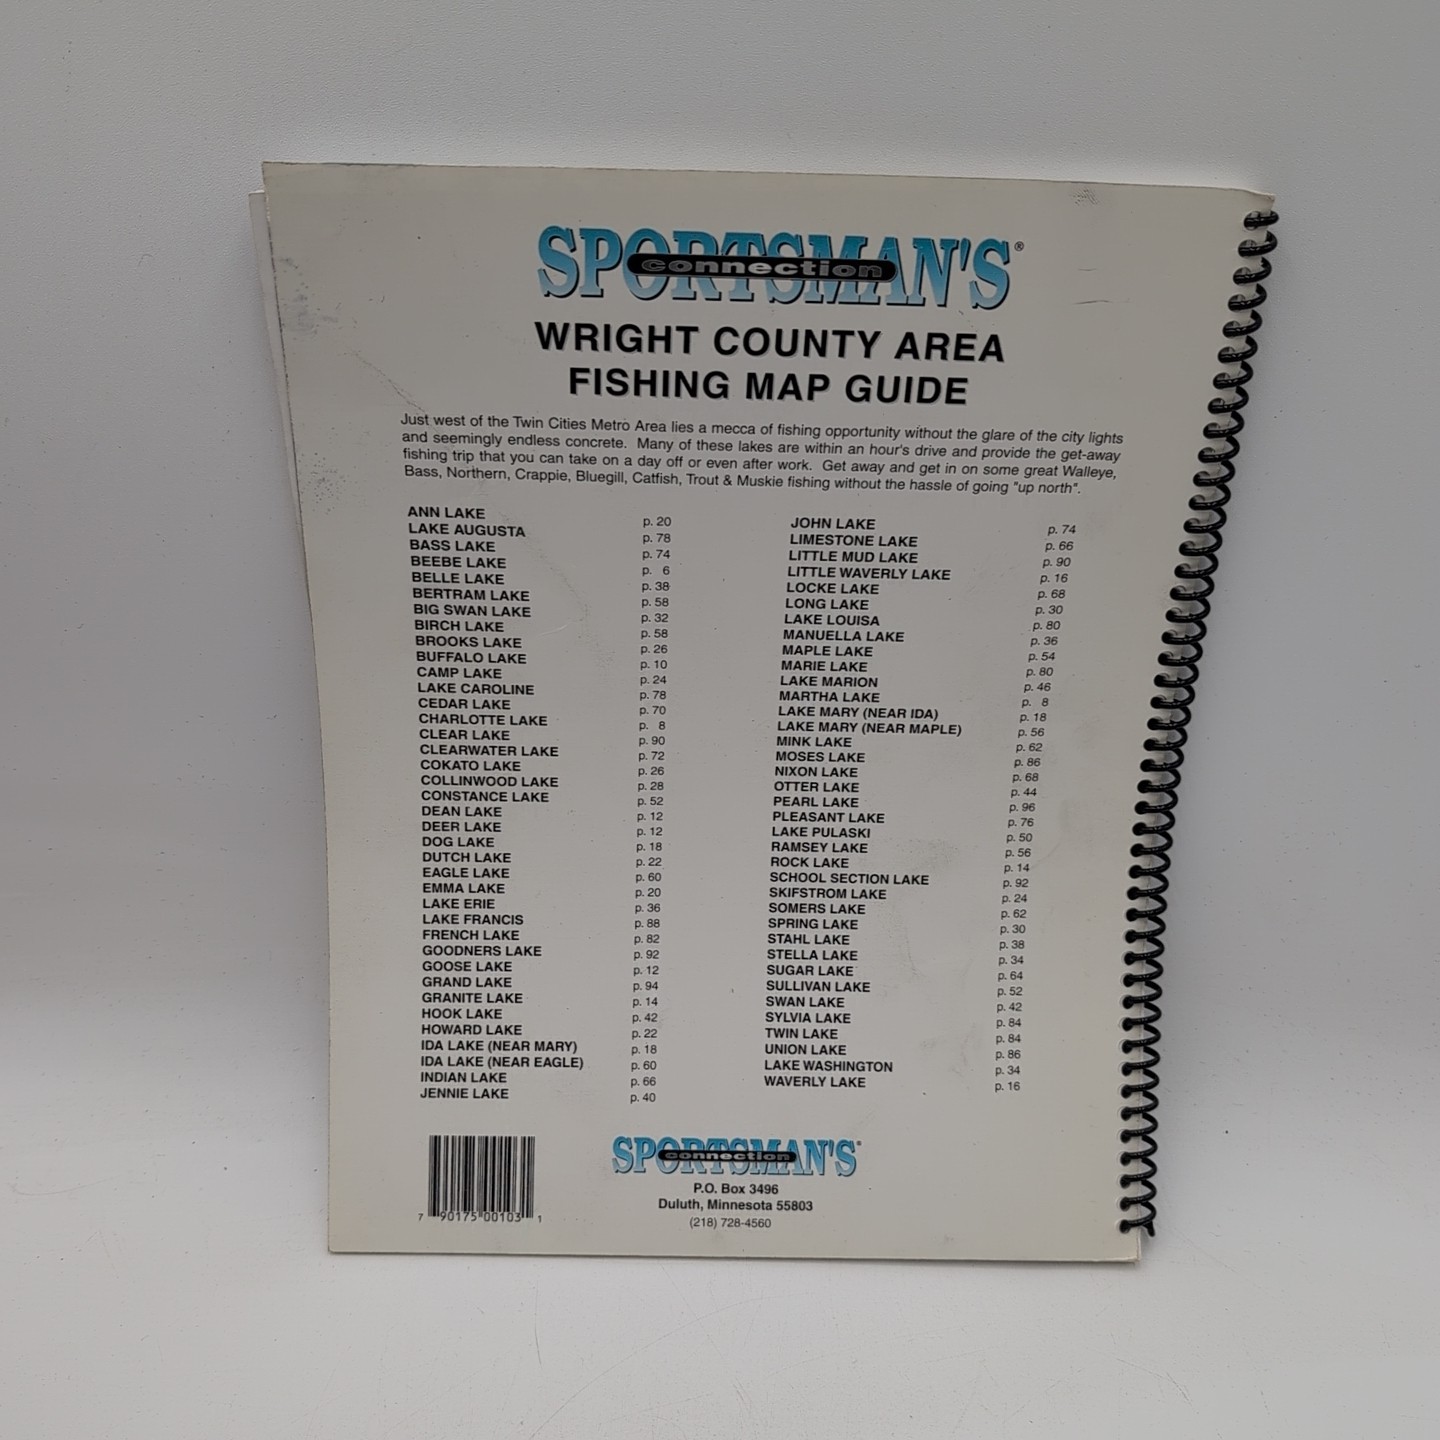 SPORTSMAN'S®
connection
WRIGHT COUNTY AREA
FISHING MAP GUIDE
Just west of the Twin Cities Metro Area lies a mecca of fishing opportunity without the glare of the city lights
and seemingly endless concrete. Many of these lakes are within an hour's drive and provide the get-away
fishing trip that you can take on a day off or even after work. Get away and get in on some great Walleye,
Bass, Northern, Crappie, Bluegill, Catfish, Trout & Muskie fishing without the hassle of going "up north".
ANN LAKE p. 20
LAKE AUGUSTA p. 78
BASS LAKE p. 74
BEEBE LAKE p. 6
BELLE LAKE p. 38
BERTRAM LAKE p. 58
BIG SWAN LAKE p. 32
BIRCH LAKE p. 58
BROOKS LAKE p. 26
BUFFALO LAKE p. 10
CAMP LAKE p. 24
LAKE CAROLINE p. 78
CEDAR LAKE p. 70
CHARLOTTE LAKE p. 8
CLEAR LAKE p. 90
CLEARWATER LAKE p. 72
COKATO LAKE p. 26
COLLINWOOD LAKE p. 28
CONSTANCE LAKE p. 52
DEAN LAKE p. 12
DEER LAKE p. 12
DOG LAKE p. 18
DUTCH LAKE p. 22
EAGLE LAKE p. 60
EMMA LAKE p. 20
LAKE ERIE p. 36
LAKE FRANCIS p. 88
FRENCH LAKE p. 82
GOODNERS LAKE p. 92
GOOSE LAKE p. 12
GRAND LAKE p. 94
GRANITE LAKE p. 14
HOOK LAKE p. 42
HOWARD LAKE p. 22
IDA LAKE (NEAR MARY) p. 18
IDA LAKE (NEAR EAGLE) p. 60
INDIAN LAKE p. 66
JENNIE LAKE p. 40
JOHN LAKE p. 74
LIMESTONE LAKE p. 66
LITTLE MUD LAKE p. 90
LITTLE WAVERLY LAKE p. 16
LOCKE LAKE p. 68
LONG LAKE p. 30
LAKE LOUISA p. 80
MANUELLA LAKE p. 36
MAPLE LAKE p. 54
MARIE LAKE p. 80
LAKE MARION p. 46
MARTHA LAKE p. 8
LAKE MARY (NEAR IDA) p. 18
LAKE MARY (NEAR MAPLE) p. 56
MINK LAKE p. 62
MOSES LAKE p. 86
NIXON LAKE p. 68
OTTER LAKE p. 44
PEARL LAKE p. 96
PLEASANT LAKE p. 76
LAKE PULASKI p. 50
RAMSEY LAKE p. 56
ROCK LAKE p. 14
SCHOOL SECTION LAKE p. 92
SKIFSTROM LAKE p. 24
SOMERS LAKE p. 62
SPRING LAKE p. 30
STAHL LAKE p. 38
STELLA LAKE p. 34
SUGAR LAKE p. 64
SULLIVAN LAKE p. 52
SWAN LAKE p. 42
SYLVIA LAKE p. 84
TWIN LAKE p. 84
UNION LAKE p. 86
LAKE WASHINGTON p. 34
WAVERLY LAKE p. 16
7 90175 00103 1
SPORTSMAN'S®
connection
P.O. Box 3496
Duluth, Minnesota 55803
(218) 728-4560